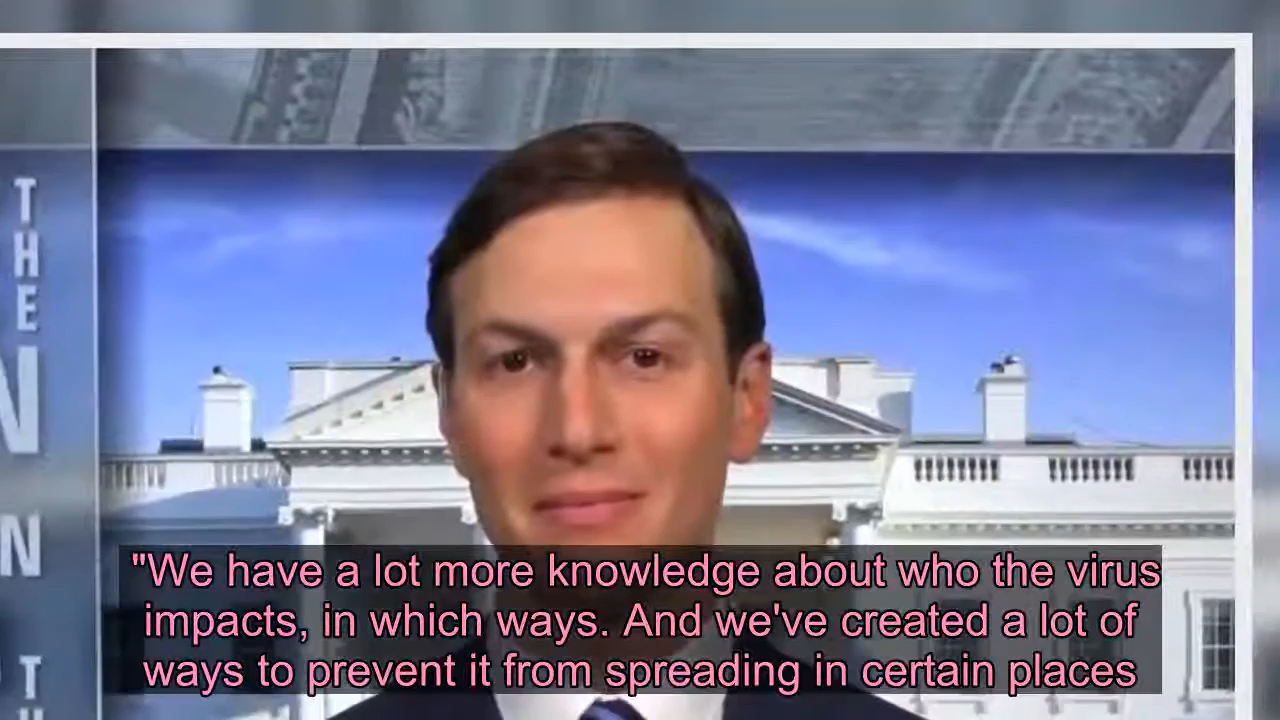 THE
N
N
T
"We have a lot more knowledge about who the virus
impacts, in which ways. And we've created a lot of
ways to prevent it from spreading in certain places